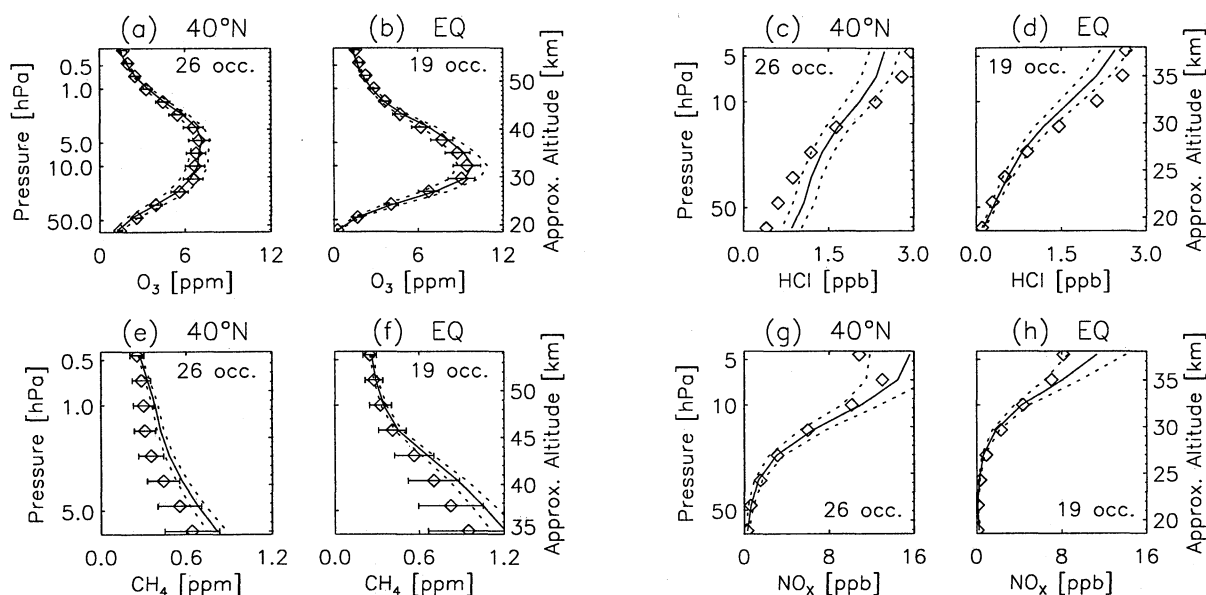 (a) 40°N
26 occ.
Pressure [hPa]
0.5
1.0
5.0
10.0
50.0
0 6 12
O₃ [ppm]
(b) EQ
19 occ.
50
40
30
20
Approx. Altitude [km]
0 6 12
O₃ [ppm]
(c) 40°N
26 occ.
Pressure [hPa]
5
10
50
0.0 1.5 3.0
HCl [ppb]
(d) EQ
19 occ.
35
30
25
20
Approx. Altitude [km]
0.0 1.5 3.0
HCl [ppb]
(e) 40°N
26 occ.
Pressure [hPa]
0.5
1.0
5.0
0.0 0.6 1.2
CH₄ [ppm]
(f) EQ
19 occ.
50
45
40
35
Approx. Altitude [km]
0.0 0.6 1.2
CH₄ [ppm]
(g) 40°N
26 occ.
Pressure [hPa]
5
10
50
0 8 16
NOₓ [ppb]
(h) EQ
19 occ.
35
30
25
20
Approx. Altitude [km]
0 8 16
NOₓ [ppb]